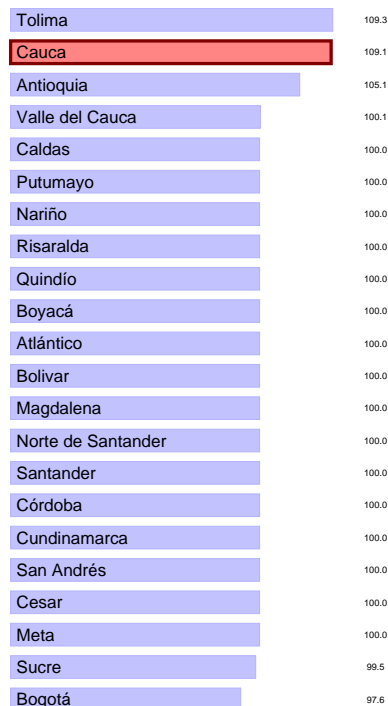 Tolima 109.3
Cauca 109.1
Antioquia 105.1
Valle del Cauca 100.1
Caldas 100.0
Putumayo 100.0
Nariño 100.0
Risaralda 100.0
Quindío 100.0
Boyacá 100.0
Atlántico 100.0
Bolivar 100.0
Magdalena 100.0
Norte de Santander 100.0
Santander 100.0
Córdoba 100.0
Cundinamarca 100.0
San Andrés 100.0
Cesar 100.0
Meta 100.0
Sucre 99.5
Bogotá 97.6